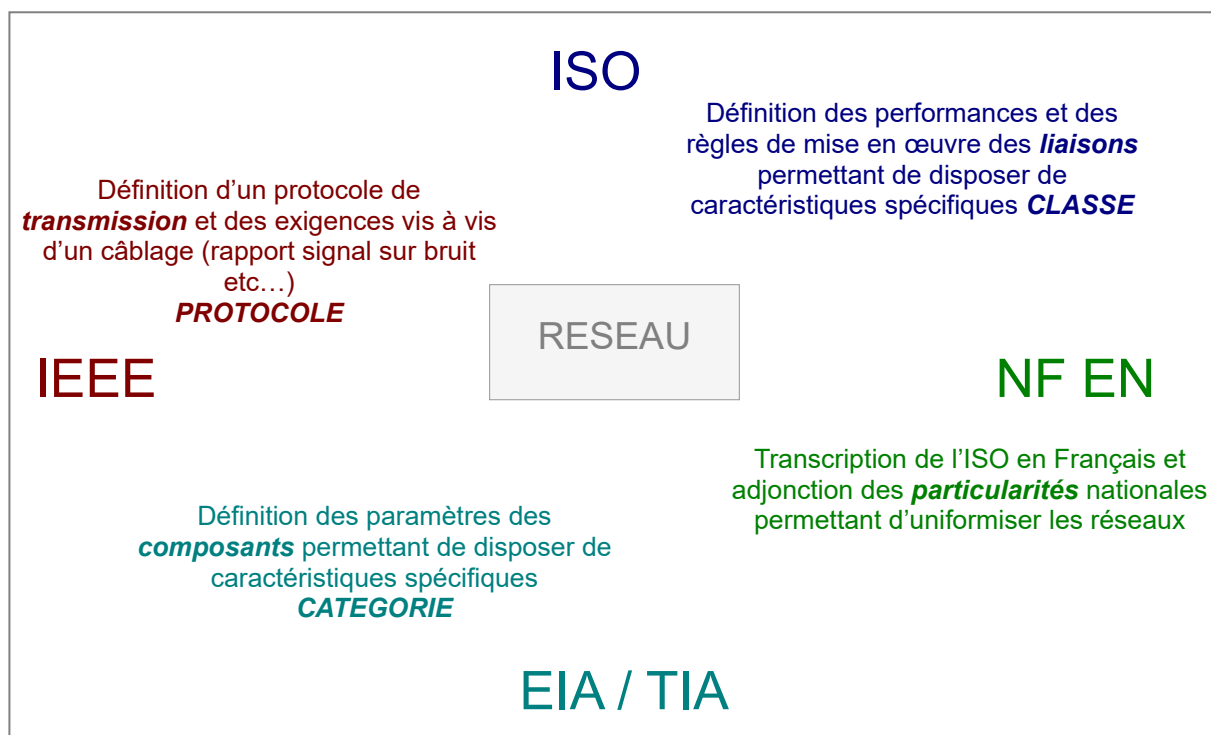 ISO
Définition des performances et des
règles de mise en œuvre des liaisons
permettant de disposer de
caractéristiques spécifiques CLASSE
Définition d’un protocole de
transmission et des exigences vis à vis
d’un câblage (rapport signal sur bruit
etc…)
PROTOCOLE
RESEAU
IEEE
NF EN
Transcription de l’ISO en Français et
adjonction des particularités nationales
permettant d’uniformiser les réseaux
Définition des paramètres des
composants permettant de disposer de
caractéristiques spécifiques
CATEGORIE
EIA / TIA